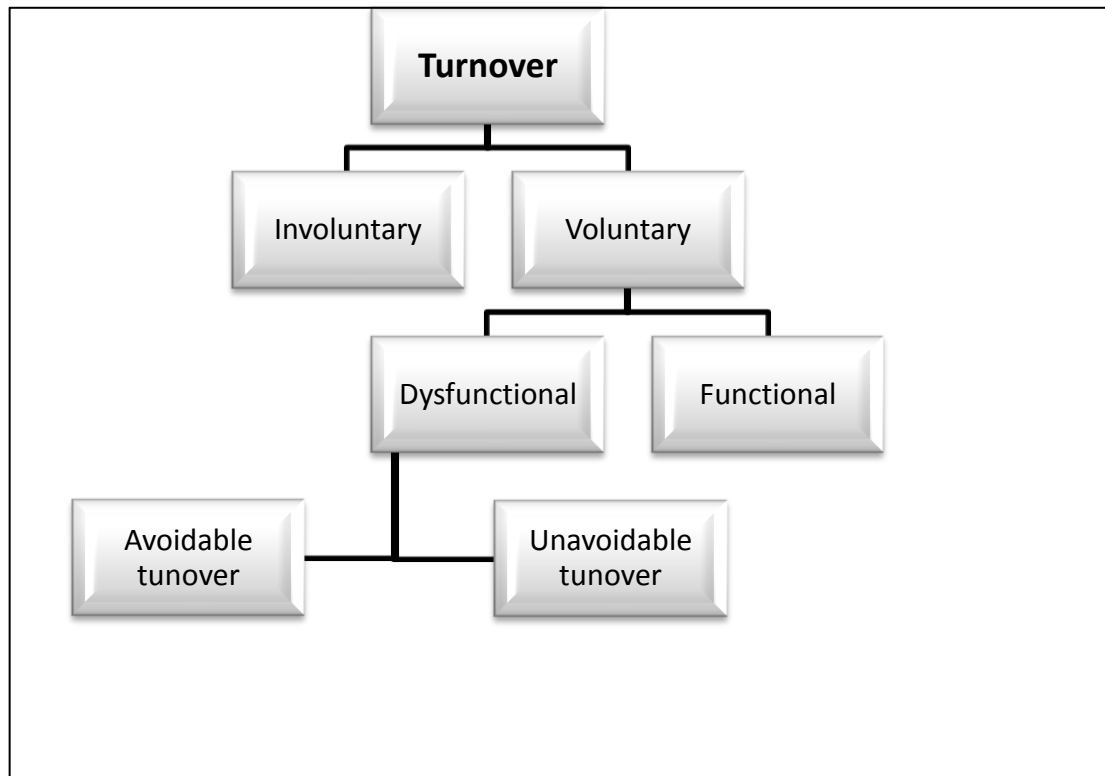 Turnover
Involuntary
Voluntary
Dysfunctional
Functional
Avoidable
tunover
Unavoidable
tunover